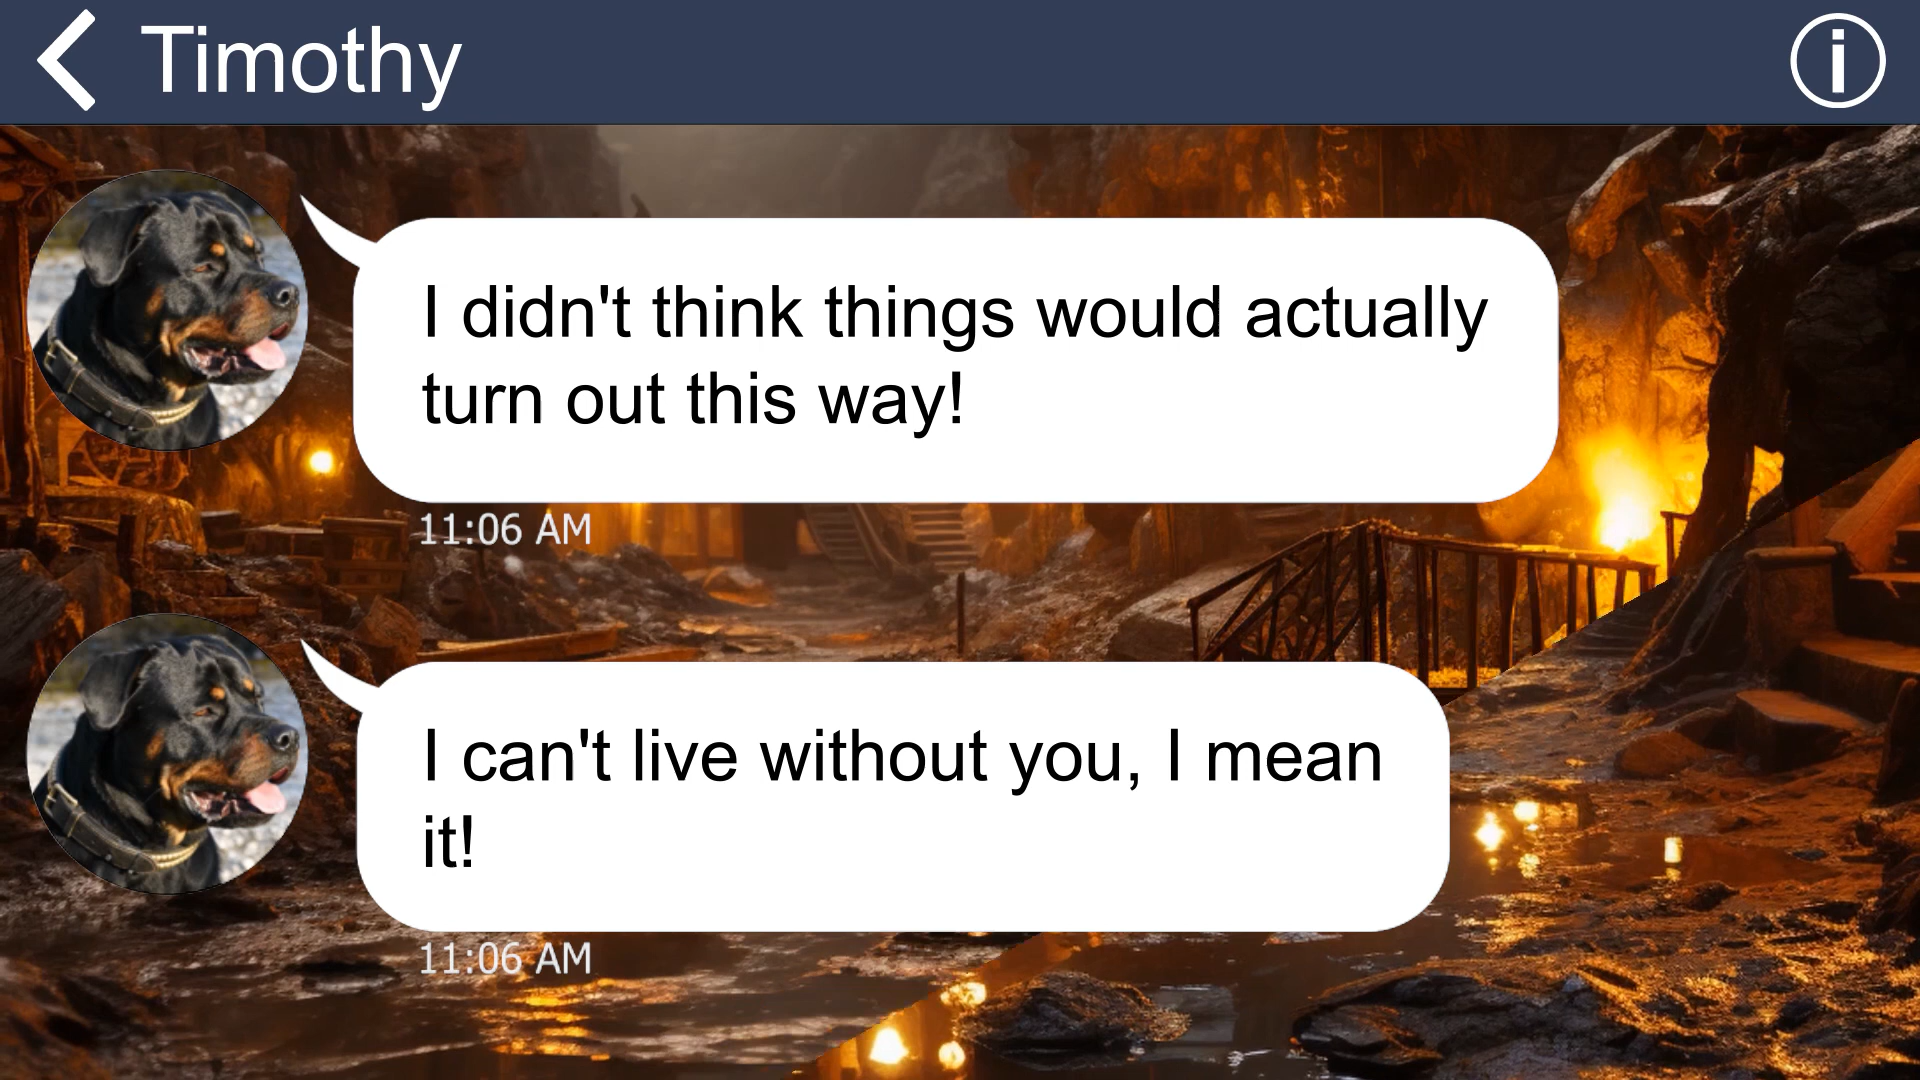 Timothy
I didn't think things would actually
turn out this way!
11:06 AM
I can't live without you, I mean
it!
11:06 AM